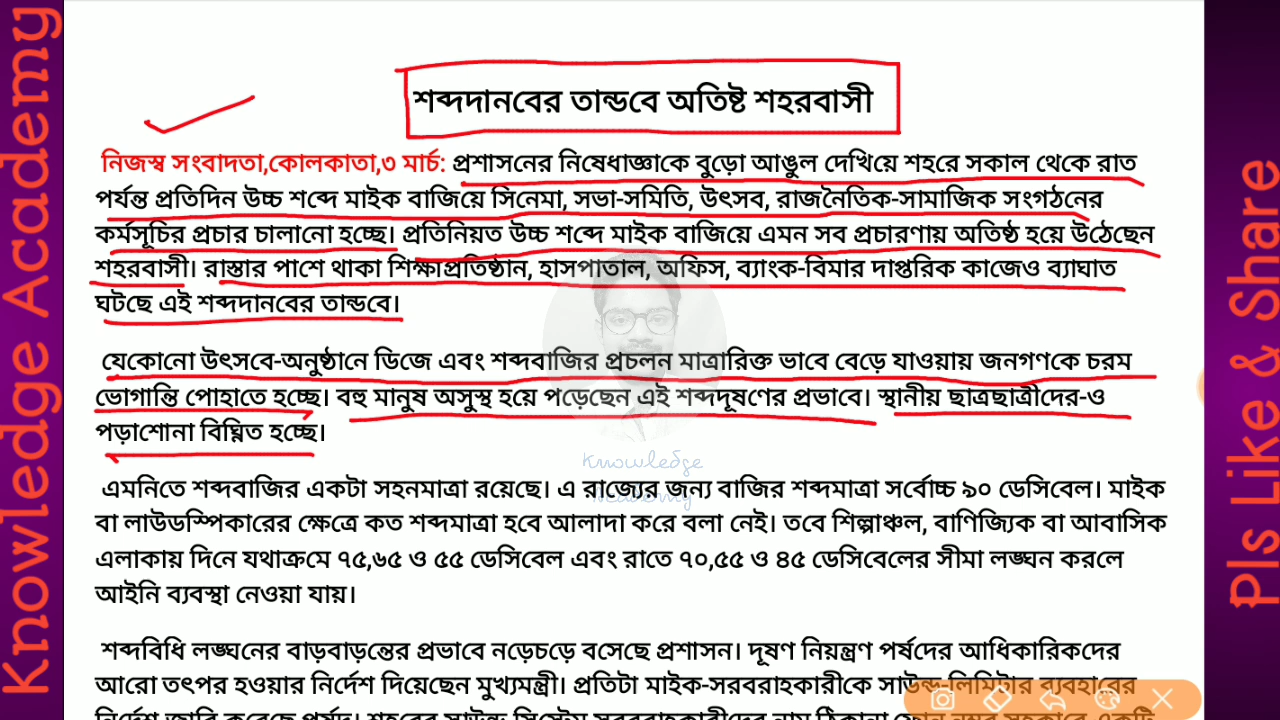 Knowledge Academy
শব্দদানবের তান্ডবে অতিষ্ট শহরবাসী
নিজস্ব সংবাদতা,কোলকাতা,৩ মার্চ: প্রশাসনের নিষেধাজ্ঞাকে বুড়ো আঙুল দেখিয়ে শহরে সকাল থেকে রাত
পর্যন্ত প্রতিদিন উচ্চ শব্দে মাইক বাজিয়ে সিনেমা, সভা-সমিতি, উৎসব, রাজনৈতিক-সামাজিক সংগঠনের
কর্মসূচির প্রচার চালানো হচ্ছে। প্রতিনিয়ত উচ্চ শব্দে মাইক বাজিয়ে এমন সব প্রচারণায় অতিষ্ঠ হয়ে উঠেছেন
শহরবাসী। রাস্তার পাশে থাকা শিক্ষাপ্রতিষ্ঠান, হাসপাতাল, অফিস, ব্যাংক-বিমার দাপ্তরিক কাজেও ব্যাঘাত
ঘটছে এই শব্দদানবের তান্ডবে।
যেকোনো উৎসবে-অনুষ্ঠানে ডিজে এবং শব্দবাজির প্রচলন মাত্রারিক্ত ভাবে বেড়ে যাওয়ায় জনগণকে চরম
ভোগান্তি পোহাতে হচ্ছে। বহু মানুষ অসুস্থ হয়ে পড়েছেন এই শব্দদূষণের প্রভাবে। স্থানীয় ছাত্রছাত্রীদের-ও
পড়াশোনা বিঘ্নিত হচ্ছে।
Knowledge
Academy
এমনিতে শব্দবাজির একটা সহনমাত্রা রয়েছে। এ রাজ্যের জন্য বাজির শব্দমাত্রা সর্বোচ্চ ৯০ ডেসিবেল। মাইক
বা লাউডস্পিকারের ক্ষেত্রে কত শব্দমাত্রা হবে আলাদা করে বলা নেই। তবে শিল্পাঞ্চল, বাণিজ্যিক বা আবাসিক
এলাকায় দিনে যথাক্রমে ৭৫,৬৫ ও ৫৫ ডেসিবেল এবং রাতে ৭০,৫৫ ও ৪৫ ডেসিবেলের সীমা লঙ্ঘন করলে
আইনি ব্যবস্থা নেওয়া যায়।
শব্দবিধি লঙ্ঘনের বাড়বাড়ন্তের প্রভাবে নড়েচড়ে বসেছে প্রশাসন। দূষণ নিয়ন্ত্রণ পর্ষদের আধিকারিকদের
আরো তৎপর হওয়ার নির্দেশ দিয়েছেন মুখ্যমন্ত্রী। প্রতিটা মাইক-সরবরাহকারীকে সাউন্ড-লিমিটার ব্যবহারের
Pls Like & Share